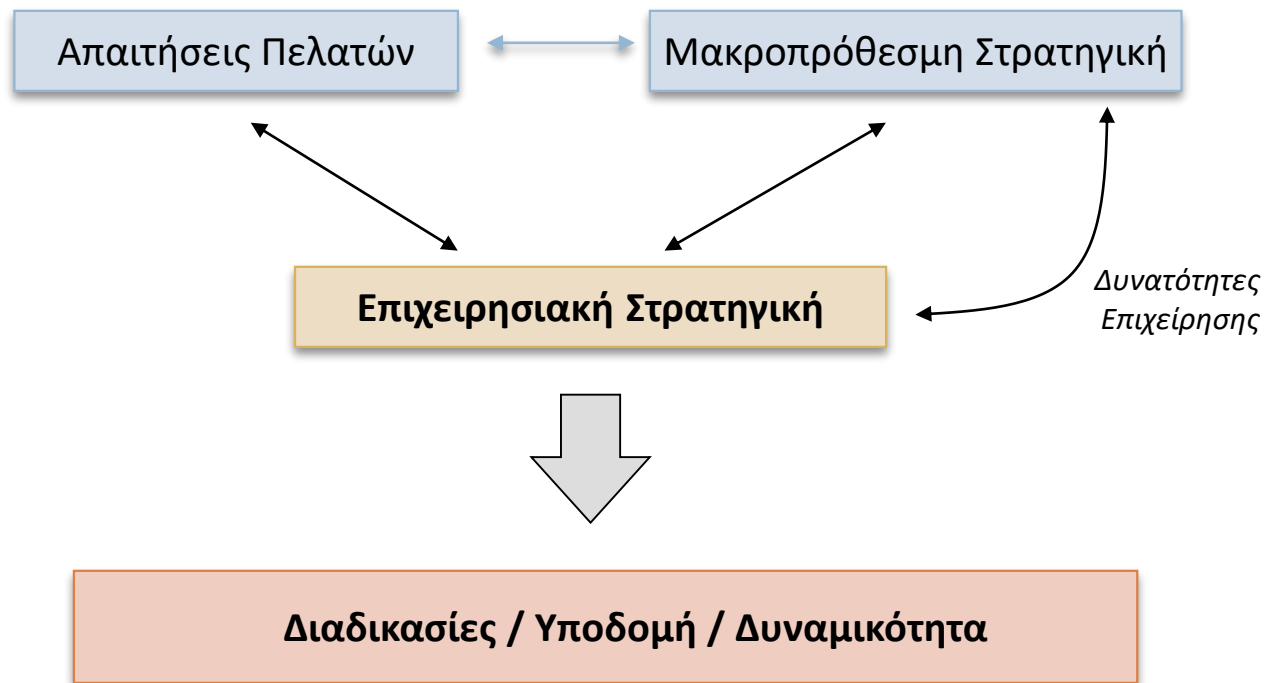 Απαιτήσεις Πελατών
Μακροπρόθεσμη Στρατηγική
Επιχειρησιακή Στρατηγική
Δυνατότητες
Επιχείρησης
Διαδικασίες / Υποδομή / Δυναμικότητα